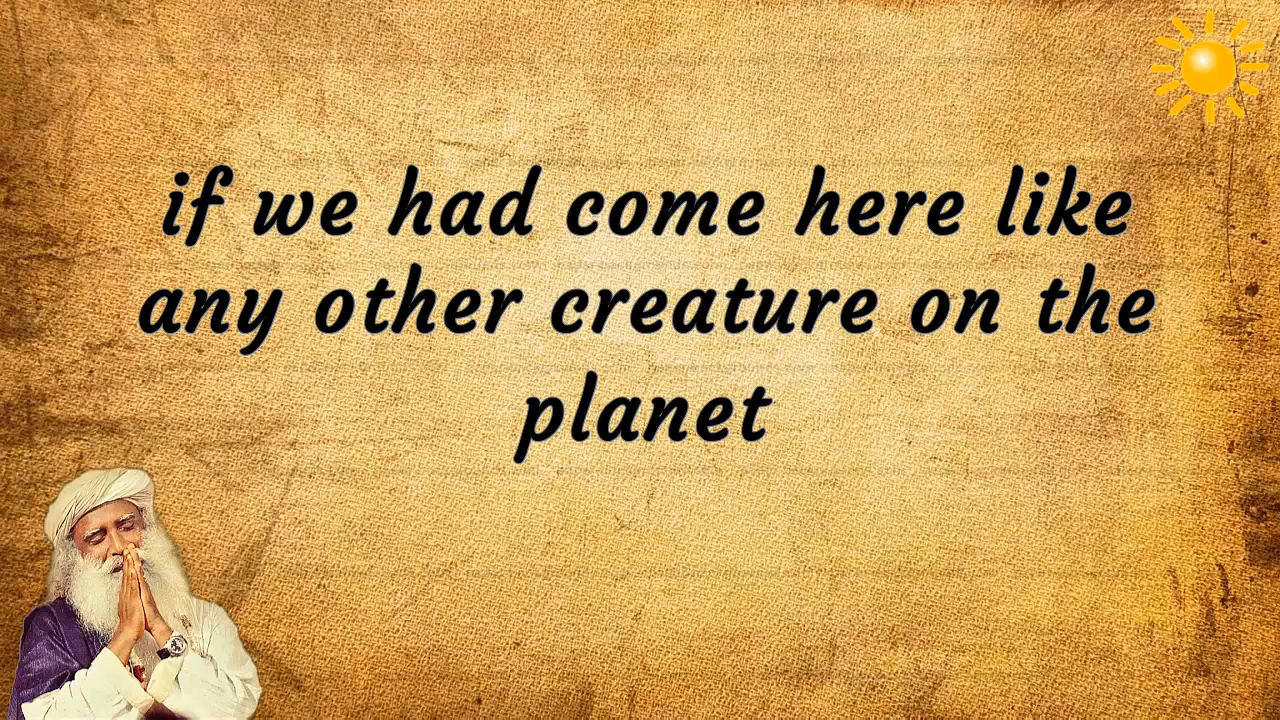 if we had come here like
any other creature on the
planet